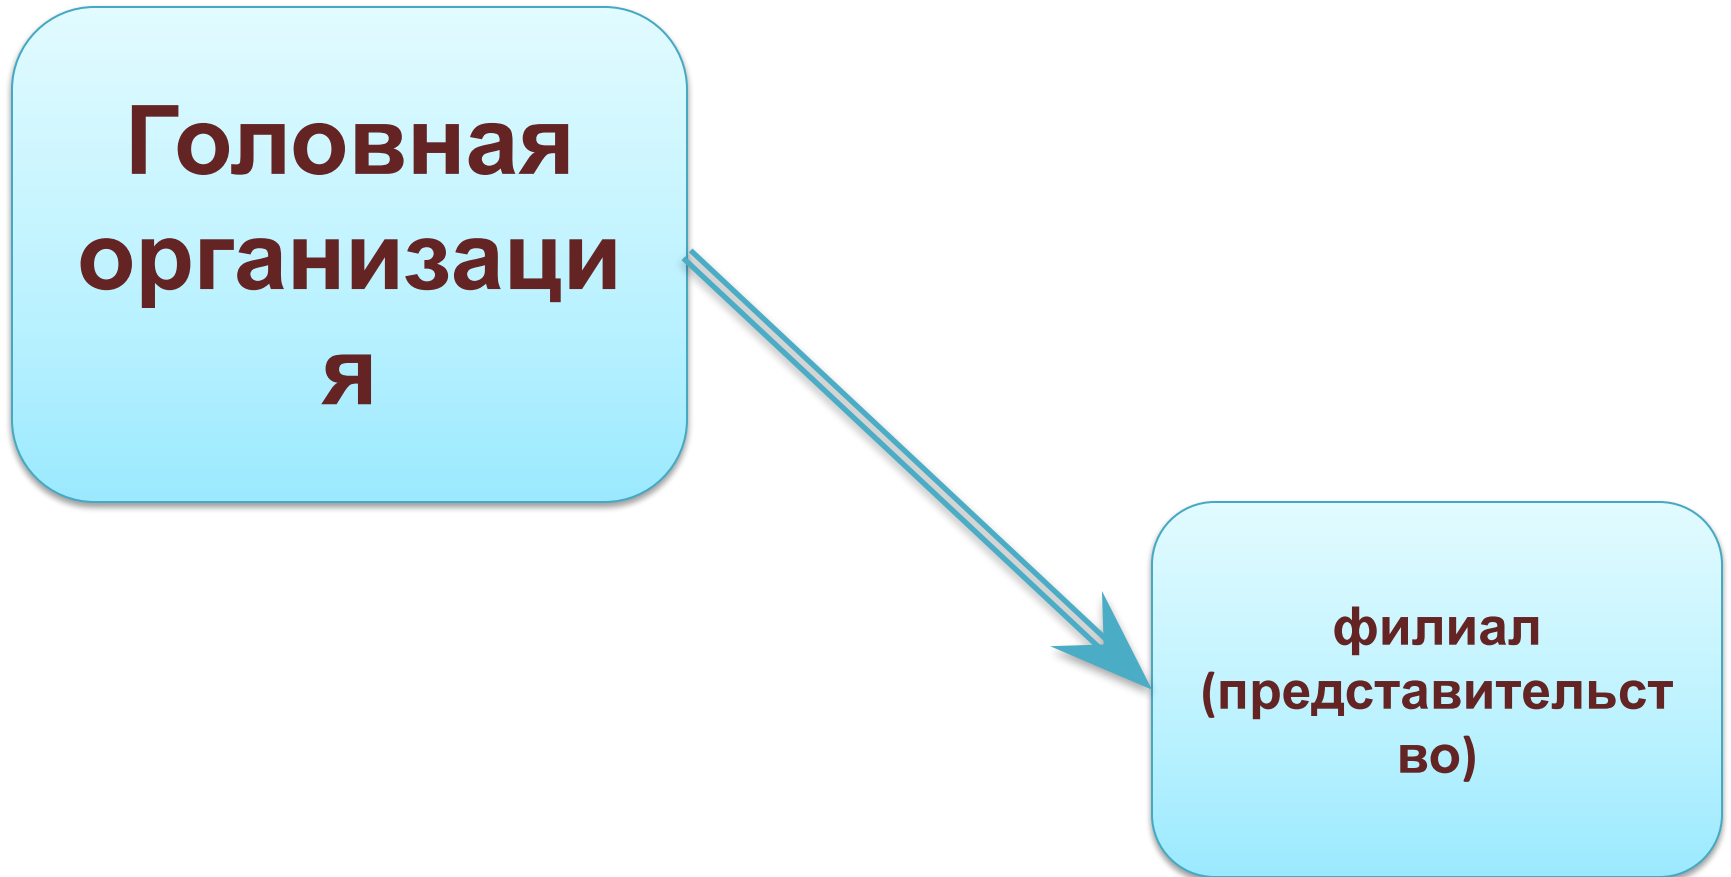 Головная
организаци
я
филиал
(представительст
во)